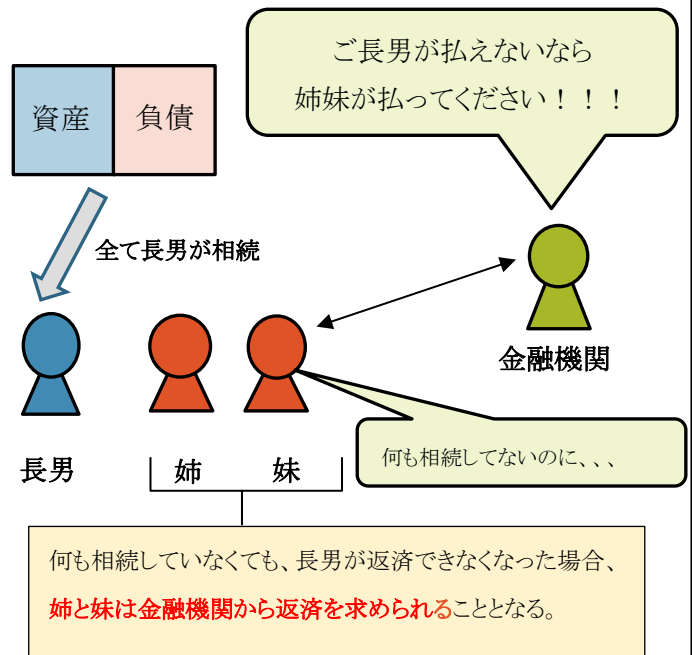 ご長男が払えないなら
姉妹が払ってください！！！
資産 負債
全て長男が相続
金融機関
何も相続してないのに、、、
長男 姉 妹
何も相続していなくても、長男が返済できなくなった場合、
姉と妹は金融機関から返済を求められることとなる。